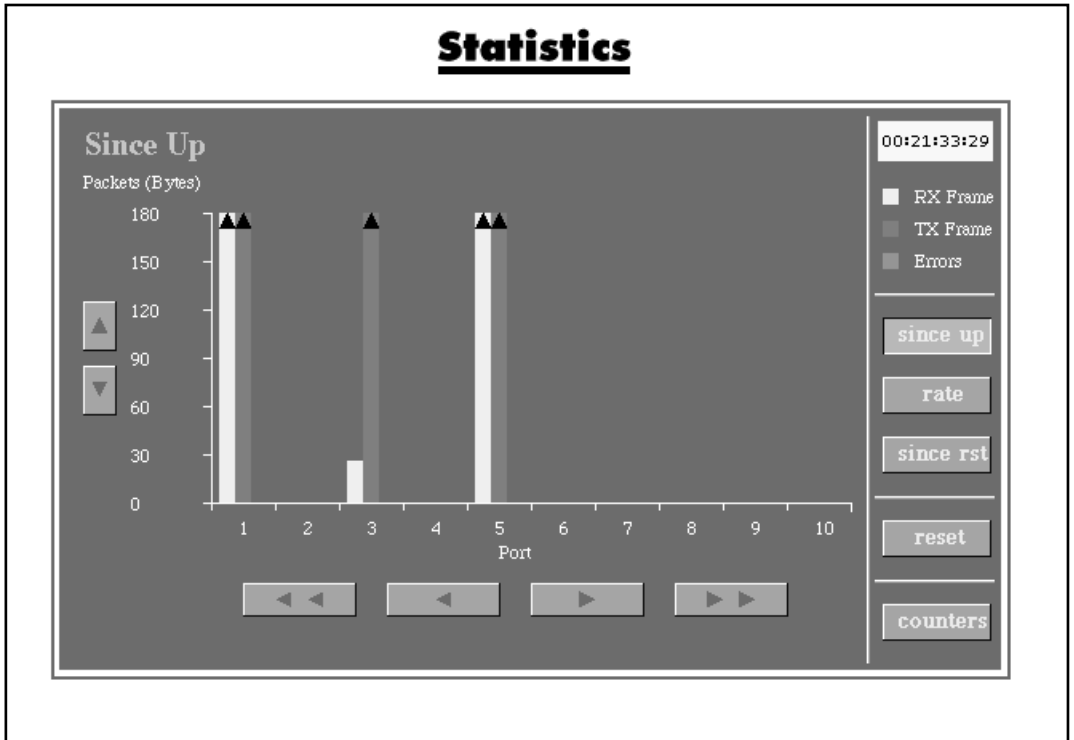 Statistics
Since Up
Packets (Bytes)
180
150
120
90
60
30
0
1 2 3 4 5 6 7 8 9 10
Port
00:21:33:29
RX Frame
TX Frame
Errors
since up
rate
since rst
reset
counters